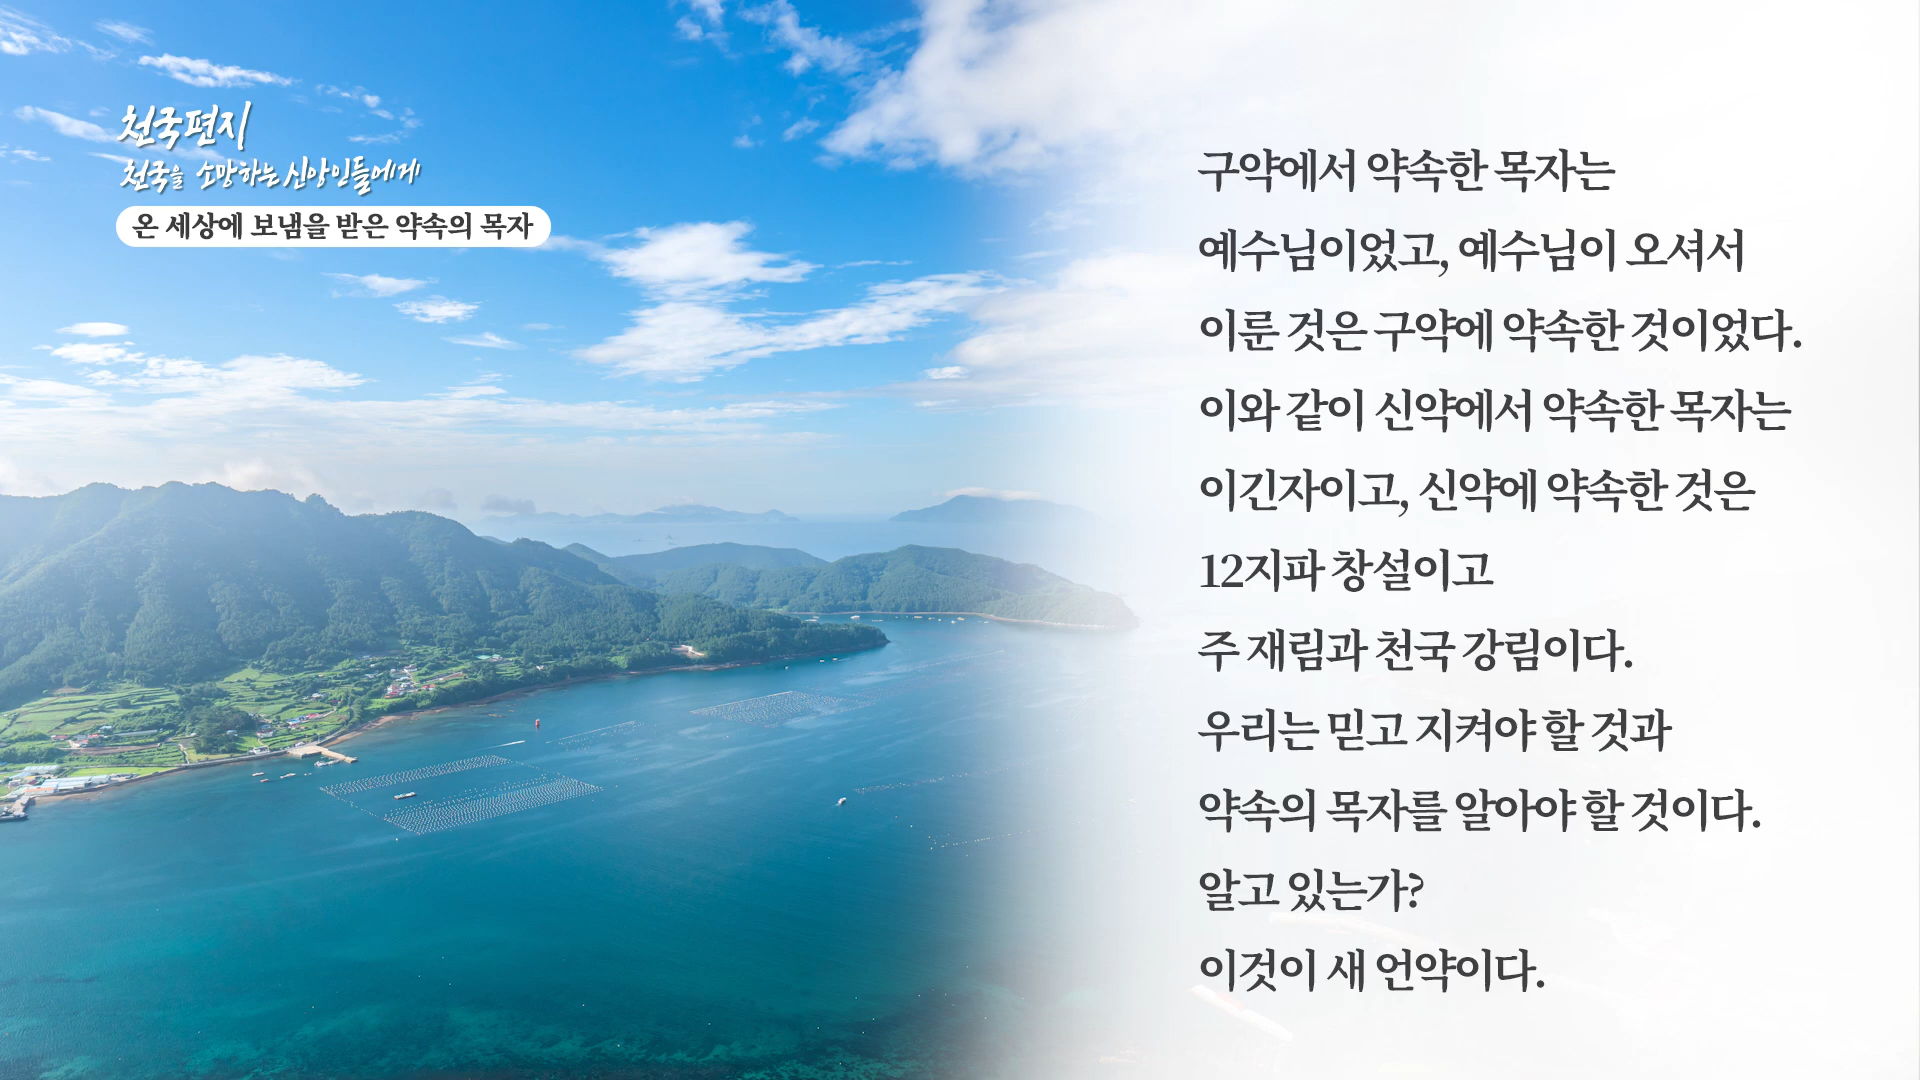 천국편지
천국을 소망하는 신앙인들에게
온 세상에 보냄을 받은 약속의 목자
구약에서 약속한 목자는
예수님이었고, 예수님이 오셔서
이룬 것은 구약에 약속한 것이었다.
이와 같이 신약에서 약속한 목자는
이긴자이고, 신약에 약속한 것은
12지파 창설이고
주 재림과 천국 강림이다.
우리는 믿고 지켜야 할 것과
약속의 목자를 알아야 할 것이다.
알고 있는가?
이것이 새 언약이다.